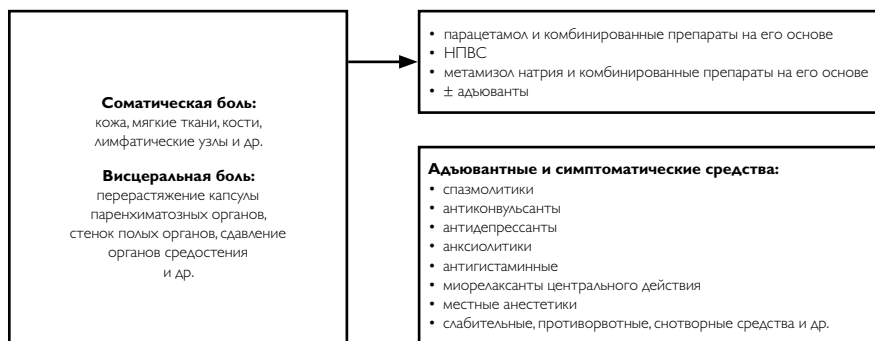 Соматическая боль:
кожа, мягкие ткани, кости,
лимфатические узлы и др.
Висцеральная боль:
перерастяжение капсулы
паренхиматозных органов,
стенок полых органов, сдавление
органов средостения
и др.
• парацетамол и комбинированные препараты на его основе
• НПВС
• метамизол натрия и комбинированные препараты на его основе
• ± адъюванты
Адъювантные и симптоматические средства:
• спазмолитики
• антиконвульсанты
• антидепрессанты
• анксиолитики
• антигистаминные
• миорелаксанты центрального действия
• местные анестетики
• слабительные, противорвотные, снотворные средства и др.